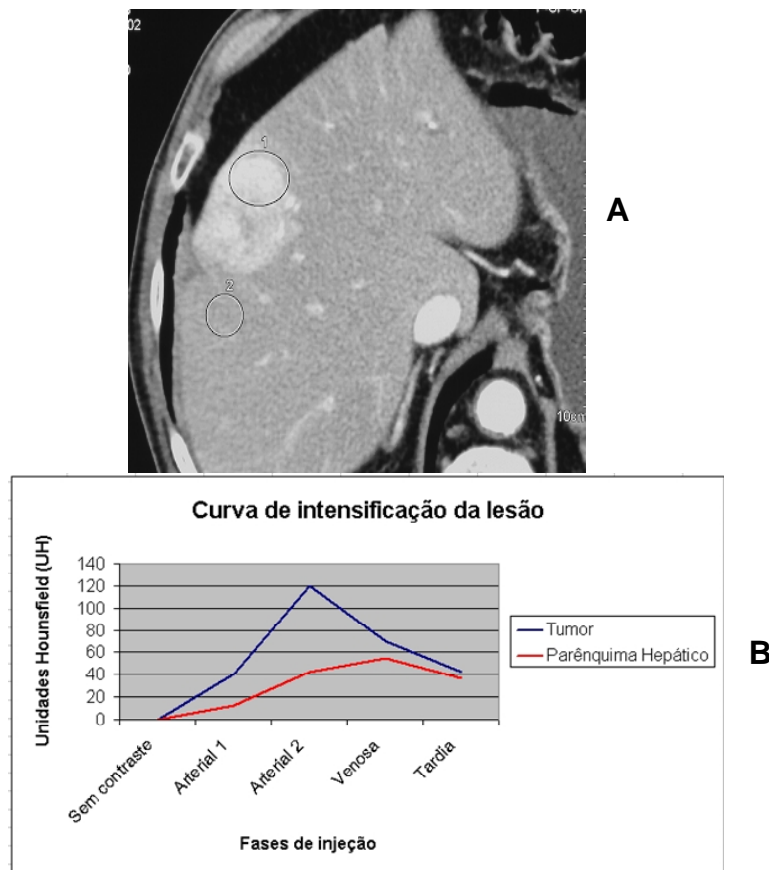 02
1
2
10cm
A
Curva de intensificação da lesão
Unidades Hounsfield (UH)
140
120
100
80
60
40
20
0
Sem contraste
Arterial 1
Arterial 2
Venosa
Tardia
Fases de injeção
Tumor
Parênquima Hepático
B